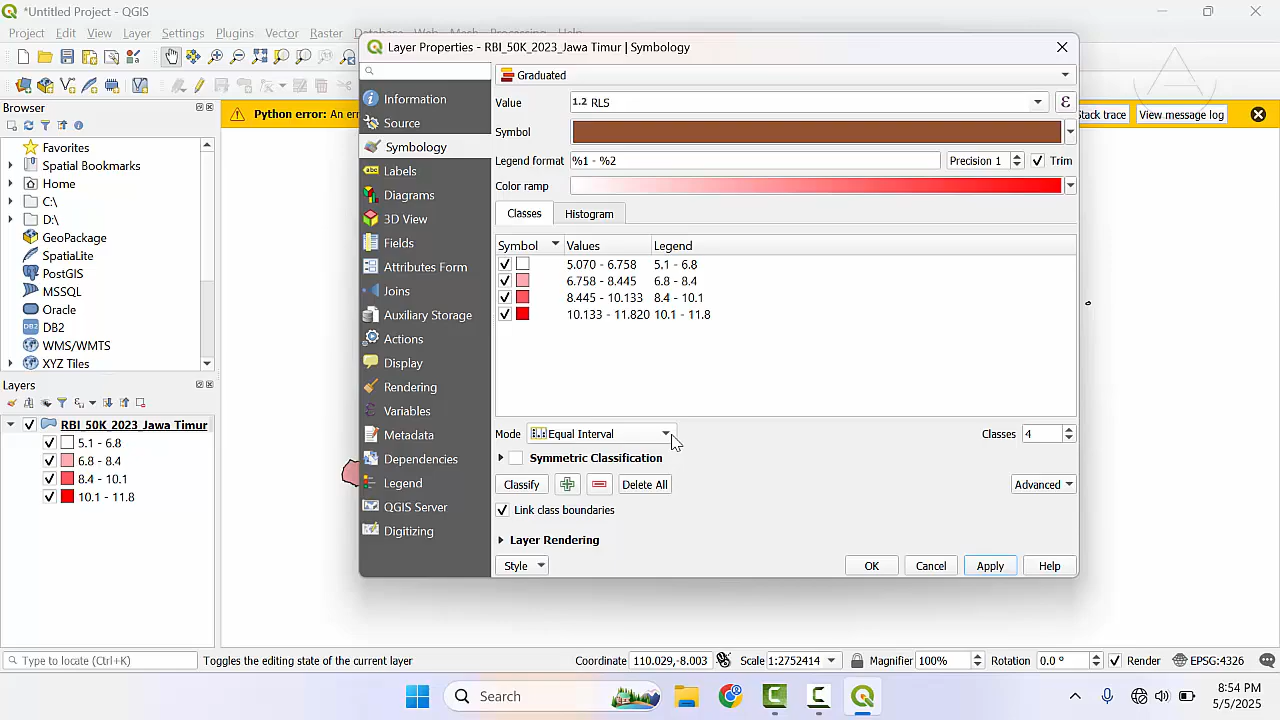 *Untitled Project - QGIS
Project Edit View Layer Settings Plugins Vector Raster Database Web Mesh Processing
Layer Properties - RBI_50K_2023_Jawa Timur | Symbology
Python error: An err
Stack trace
View message log
Browser
Favorites
Spatial Bookmarks
Home
C:\
D:\
GeoPackage
SpatiaLite
PostGIS
MSSQL
Oracle
DB2
WMS/WMTS
XYZ Tiles
Layers
RBI_50K_2023_Jawa Timur
5.1 - 6.8
6.8 - 8.4
8.4 - 10.1
10.1 - 11.8
Information
Source
Symbology
Labels
Diagrams
3D View
Fields
Attributes Form
Joins
Auxiliary Storage
Actions
Display
Rendering
Variables
Metadata
Dependencies
Legend
QGIS Server
Digitizing
Graduated
Value 1.2 RLS
Symbol
Legend format %1 - %2 Precision 1 Trim
Color ramp
Classes Histogram
Symbol Values Legend
5.070 - 6.758 5.1 - 6.8
6.758 - 8.445 6.8 - 8.4
8.445 - 10.133 8.4 - 10.1
10.133 - 11.820 10.1 - 11.8
Mode Equal Interval Classes 4
Symmetric Classification
Classify Delete All Advanced
Link class boundaries
Layer Rendering
Style OK Cancel Apply Help
Type to locate (Ctrl+K) Toggles the editing state of the current layer Coordinate 110.029,-8.003 Scale 1:2752414 Magnifier 100% Rotation 0.0 ° Render EPSG:4326
Search
8:54 PM
5/5/2025